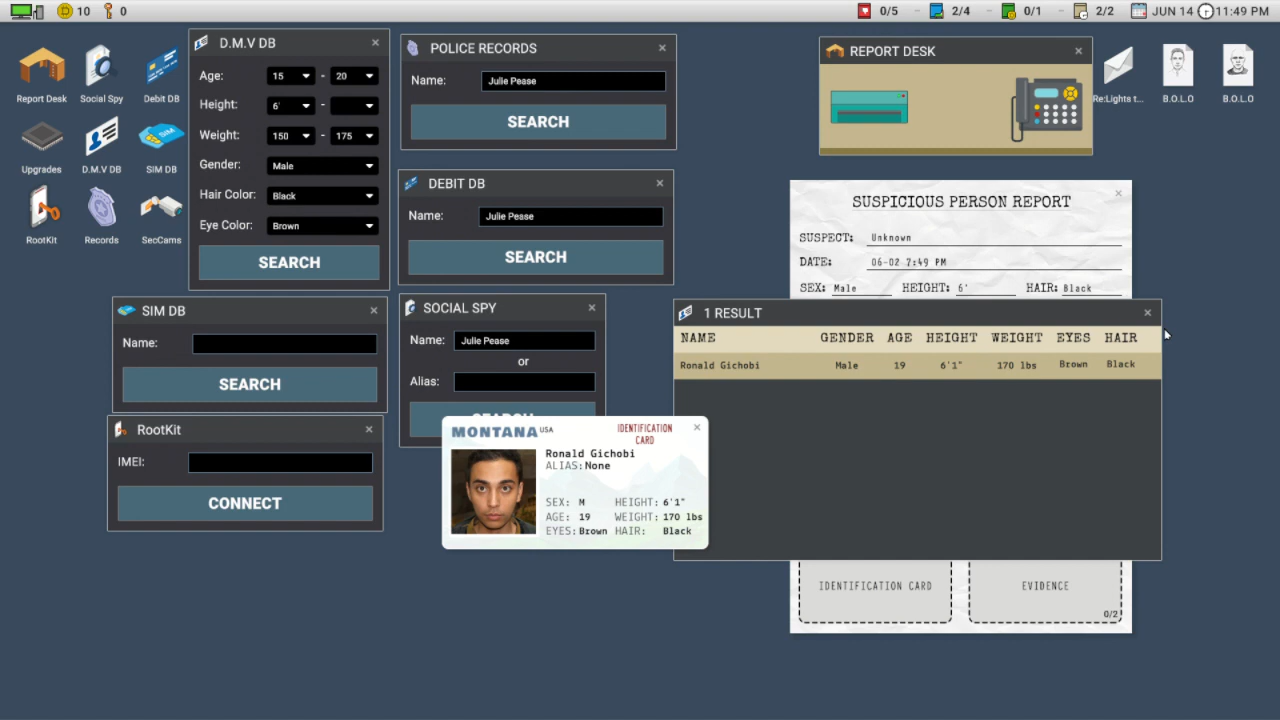 10 0 0/5 2/4 0/1 2/2 JUN 14 11:49 PM
Report Desk
Social Spy
Debit DB
Upgrades
D.M.V DB
SIM DB
RootKit
Records
SecCams
D.M.V DB
Age: 15 - 20
Height: 6' -
Weight: 150 - 175
Gender: Male
Hair Color: Black
Eye Color: Brown
SEARCH
POLICE RECORDS
Name: Julie Pease
SEARCH
DEBIT DB
Name: Julie Pease
SEARCH
SIM DB
Name:
SEARCH
SOCIAL SPY
Name: Julie Pease
or
Alias:
SEARCH
RootKit
IMEI:
CONNECT
REPORT DESK
Re:Lights t...
B.O.L.O
B.O.L.O
SUSPICIOUS PERSON REPORT
SUSPECT: Unknown
DATE: 06-02 7:49 PM
SEX: Male HEIGHT: 6' HAIR: Black
1 RESULT
NAME GENDER AGE HEIGHT WEIGHT EYES HAIR
Ronald Gichobi Male 19 6'1" 170 lbs Brown Black
MONTANA USA
IDENTIFICATION
CARD
Ronald Gichobi
ALIAS: None
SEX: M HEIGHT: 6'1"
AGE: 19 WEIGHT: 170 lbs
EYES: Brown HAIR: Black
IDENTIFICATION CARD
EVIDENCE
0/2